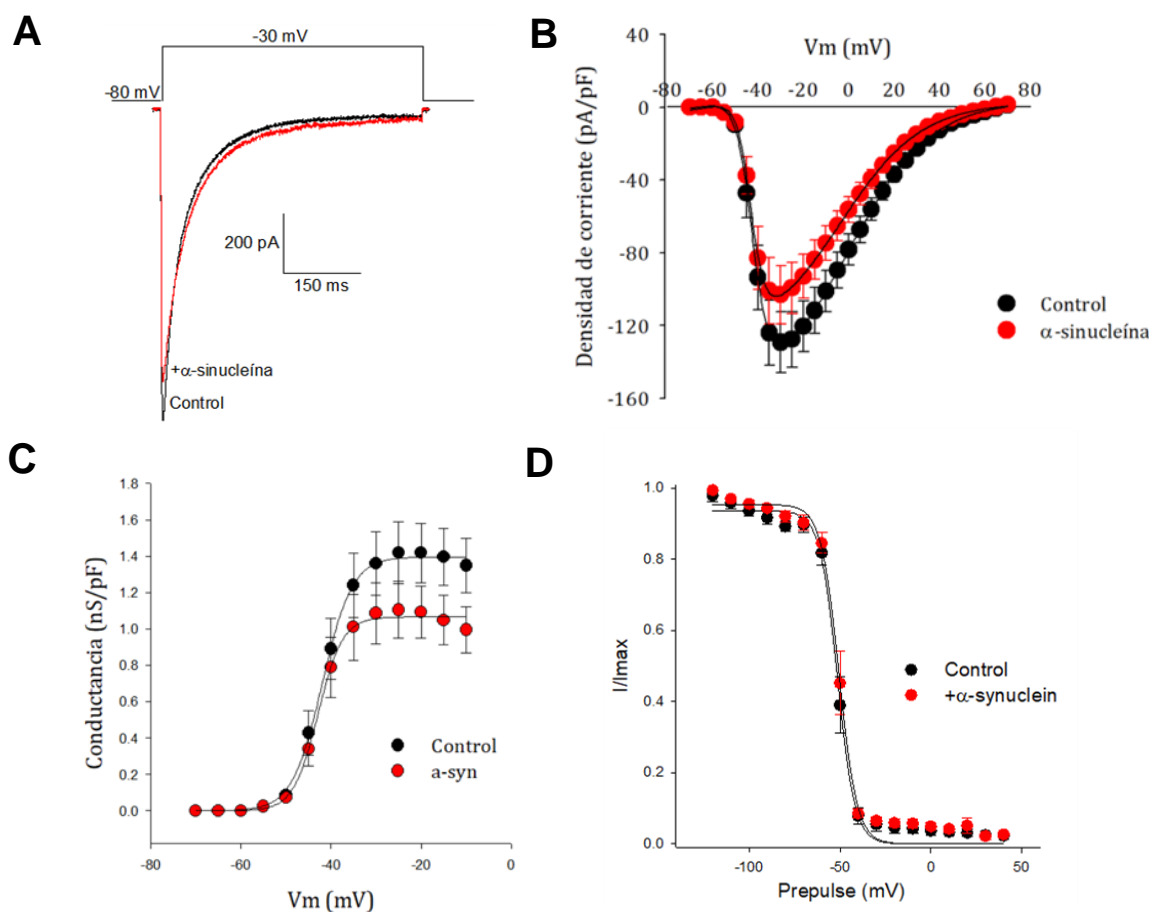 A
-30 mV
-80 mV
200 pA
150 ms
+α-sinucleína
Control
B
Vm (mV)
-80 -60 -40 -20 0 20 40 60 80
40
0
-40
-80
-120
-160
Densidad de corriente (pA/pF)
Control
α-sinucleína
C
1.8
1.6
1.4
1.2
1.0
0.8
0.6
0.4
0.2
0.0
Conductancia (nS/pF)
Control
a-syn
-80 -60 -40 -20 0
Vm (mV)
D
1.0
0.8
0.6
0.4
0.2
0.0
I/Imax
Control
+α-synuclein
-100 -50 0 50
Prepulse (mV)